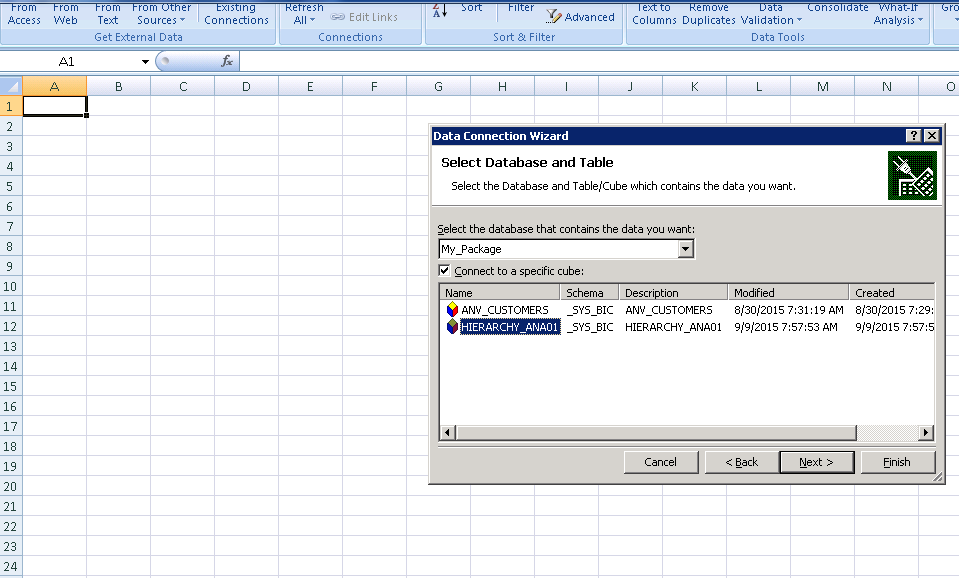 From From From From Other Existing Refresh Sort Filter Text to Remove Data Consolidate What-If
Access Web Text Sources Connections All Edit Links Advanced Columns Duplicates Validation Analysis
Get External Data Connections Sort & Filter Data Tools
A1 fx
A B C D E F G H I J K L M N O
1
2
3
4
5
6
7
8
9
10
11
12
13
14
15
16
17
18
19
20
21
22
23
24
Data Connection Wizard
Select Database and Table
Select the Database and Table/Cube which contains the data you want.
Select the database that contains the data you want:
My_Package
Connect to a specific cube:
Name Schema Description Modified Created
ANV_CUSTOMERS _SYS_BIC ANV_CUSTOMERS 8/30/2015 7:31:19 AM 8/30/2015 7:29:
HIERARCHY_ANA01 _SYS_BIC HIERARCHY_ANA01 9/9/2015 7:57:53 AM 9/9/2015 7:57:5
Cancel < Back Next > Finish